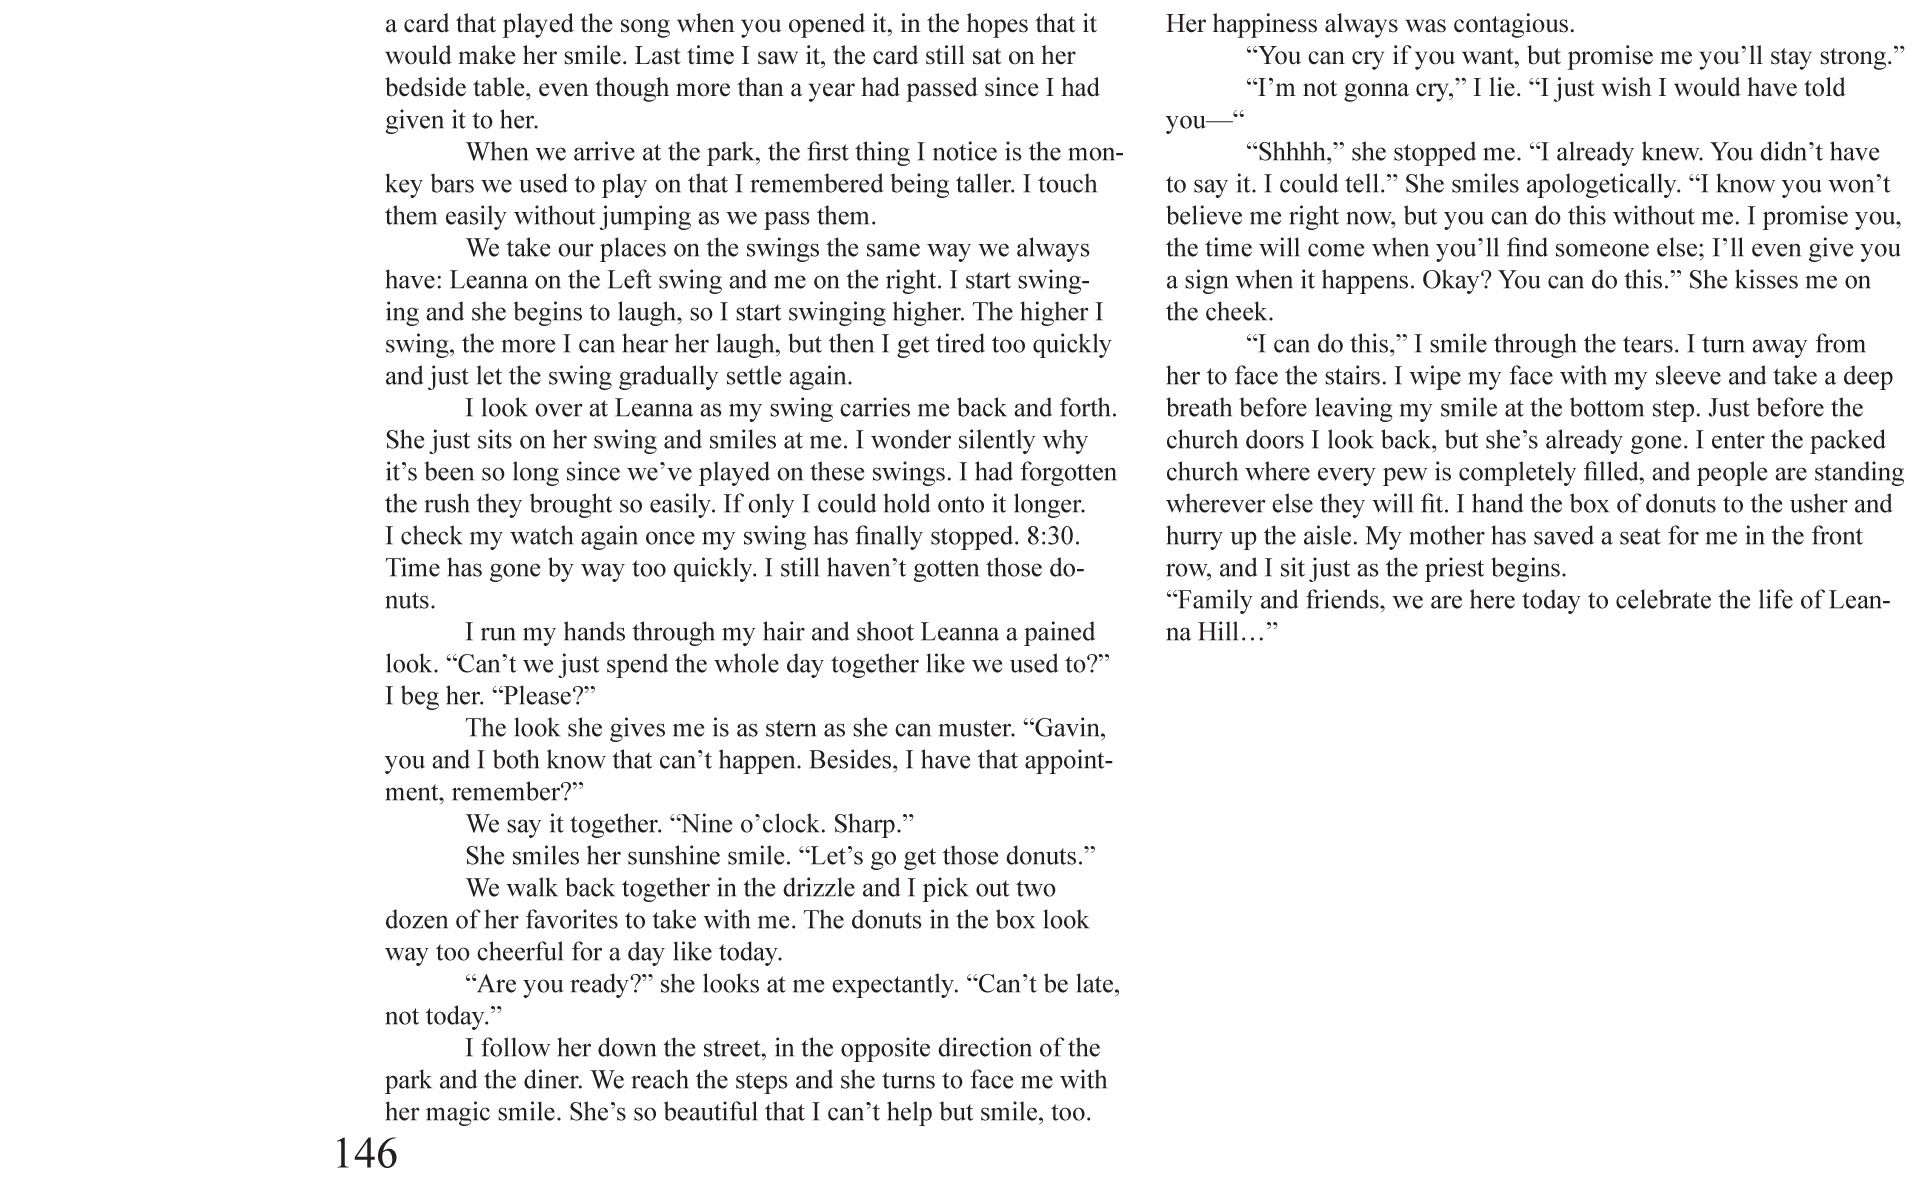 a card that played the song when you opened it, in the hopes that it
would make her smile. Last time I saw it, the card still sat on her
bedside table, even though more than a year had passed since I had
given it to her.
When we arrive at the park, the first thing I notice is the mon-
key bars we used to play on that I remembered being taller. I touch
them easily without jumping as we pass them.
We take our places on the swings the same way we always
have: Leanna on the Left swing and me on the right. I start swing-
ing and she begins to laugh, so I start swinging higher. The higher I
swing, the more I can hear her laugh, but then I get tired too quickly
and just let the swing gradually settle again.
I look over at Leanna as my swing carries me back and forth.
She just sits on her swing and smiles at me. I wonder silently why
it’s been so long since we’ve played on these swings. I had forgotten
the rush they brought so easily. If only I could hold onto it longer.
I check my watch again once my swing has finally stopped. 8:30.
Time has gone by way too quickly. I still haven’t gotten those do-
nuts.
I run my hands through my hair and shoot Leanna a pained
look. “Can’t we just spend the whole day together like we used to?”
I beg her. “Please?”
The look she gives me is as stern as she can muster. “Gavin,
you and I both know that can’t happen. Besides, I have that appoint-
ment, remember?”
We say it together. “Nine o’clock. Sharp.”
She smiles her sunshine smile. “Let’s go get those donuts.”
We walk back together in the drizzle and I pick out two
dozen of her favorites to take with me. The donuts in the box look
way too cheerful for a day like today.
“Are you ready?” she looks at me expectantly. “Can’t be late,
not today.”
I follow her down the street, in the opposite direction of the
park and the diner. We reach the steps and she turns to face me with
her magic smile. She’s so beautiful that I can’t help but smile, too.
Her happiness always was contagious.
“You can cry if you want, but promise me you’ll stay strong.”
“I’m not gonna cry,” I lie. “I just wish I would have told
you—“
“Shhhh,” she stopped me. “I already knew. You didn’t have
to say it. I could tell.” She smiles apologetically. “I know you won’t
believe me right now, but you can do this without me. I promise you,
the time will come when you’ll find someone else; I’ll even give you
a sign when it happens. Okay? You can do this.” She kisses me on
the cheek.
“I can do this,” I smile through the tears. I turn away from
her to face the stairs. I wipe my face with my sleeve and take a deep
breath before leaving my smile at the bottom step. Just before the
church doors I look back, but she’s already gone. I enter the packed
church where every pew is completely filled, and people are standing
wherever else they will fit. I hand the box of donuts to the usher and
hurry up the aisle. My mother has saved a seat for me in the front
row, and I sit just as the priest begins.
“Family and friends, we are here today to celebrate the life of Lean-
na Hill…”
146